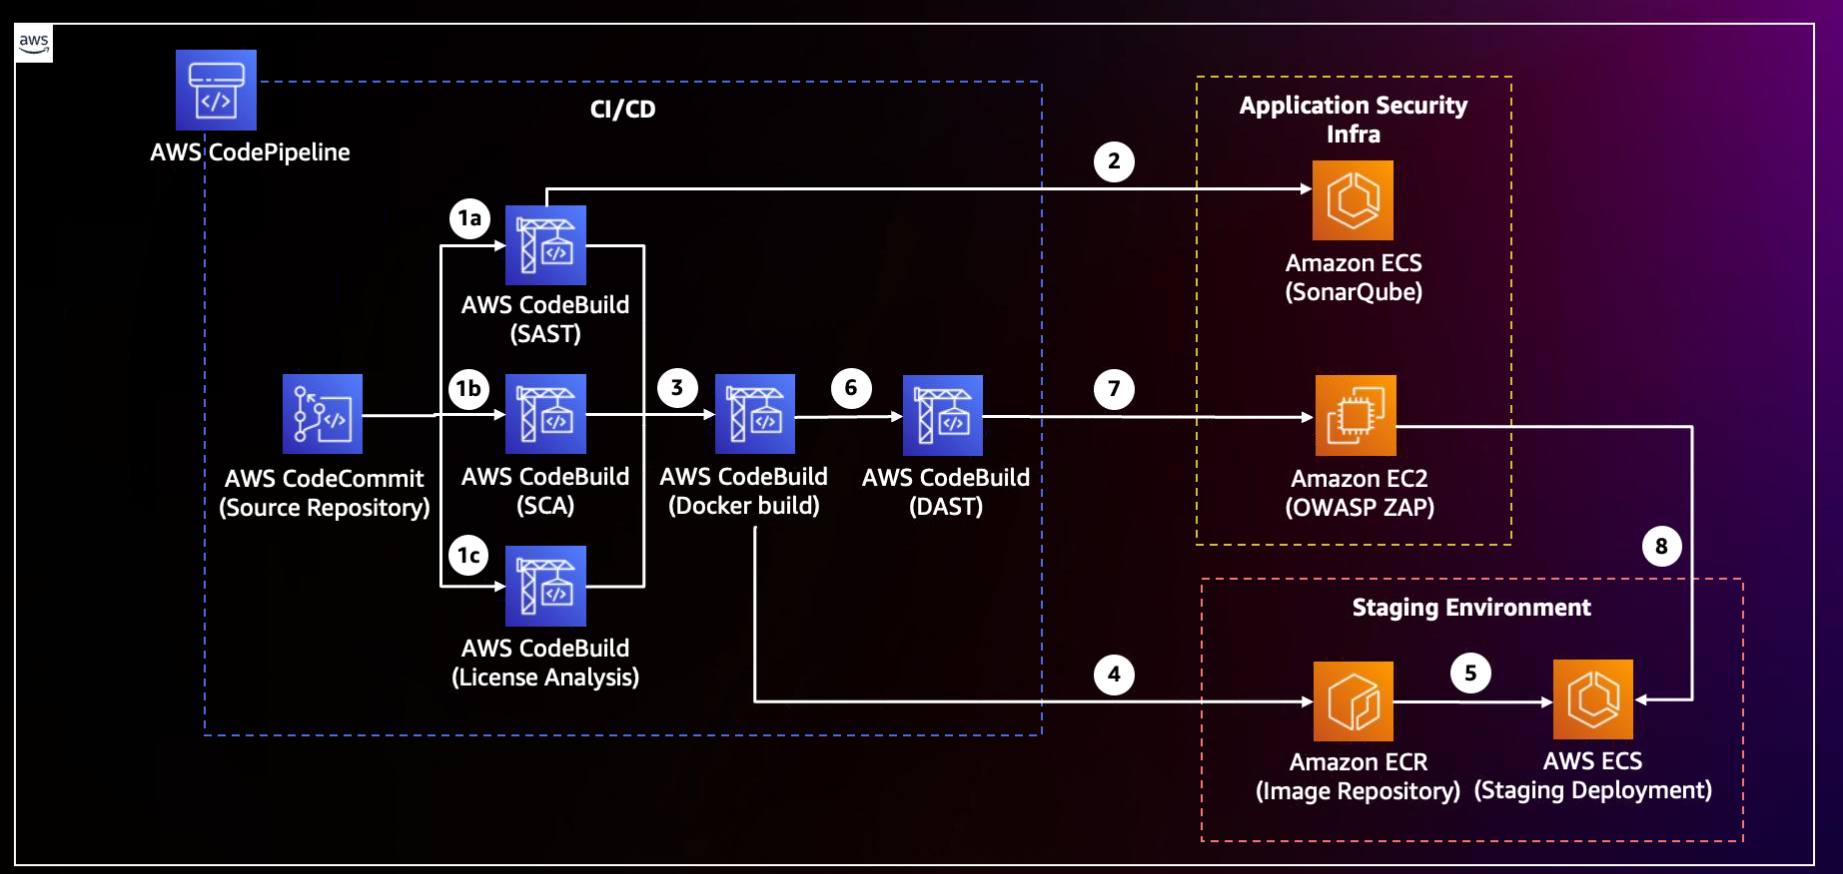 aws
AWS CodePipeline
CI/CD
Application Security
Infra
2
1a
AWS CodeBuild
(SAST)
Amazon ECS
(SonarQube)
1b
3
6
7
AWS CodeCommit
(Source Repository)
AWS CodeBuild
(SCA)
AWS CodeBuild
(Docker build)
AWS CodeBuild
(DAST)
Amazon EC2
(OWASP ZAP)
1c
8
AWS CodeBuild
(License Analysis)
Staging Environment
4
5
Amazon ECR
(Image Repository)
AWS ECS
(Staging Deployment)